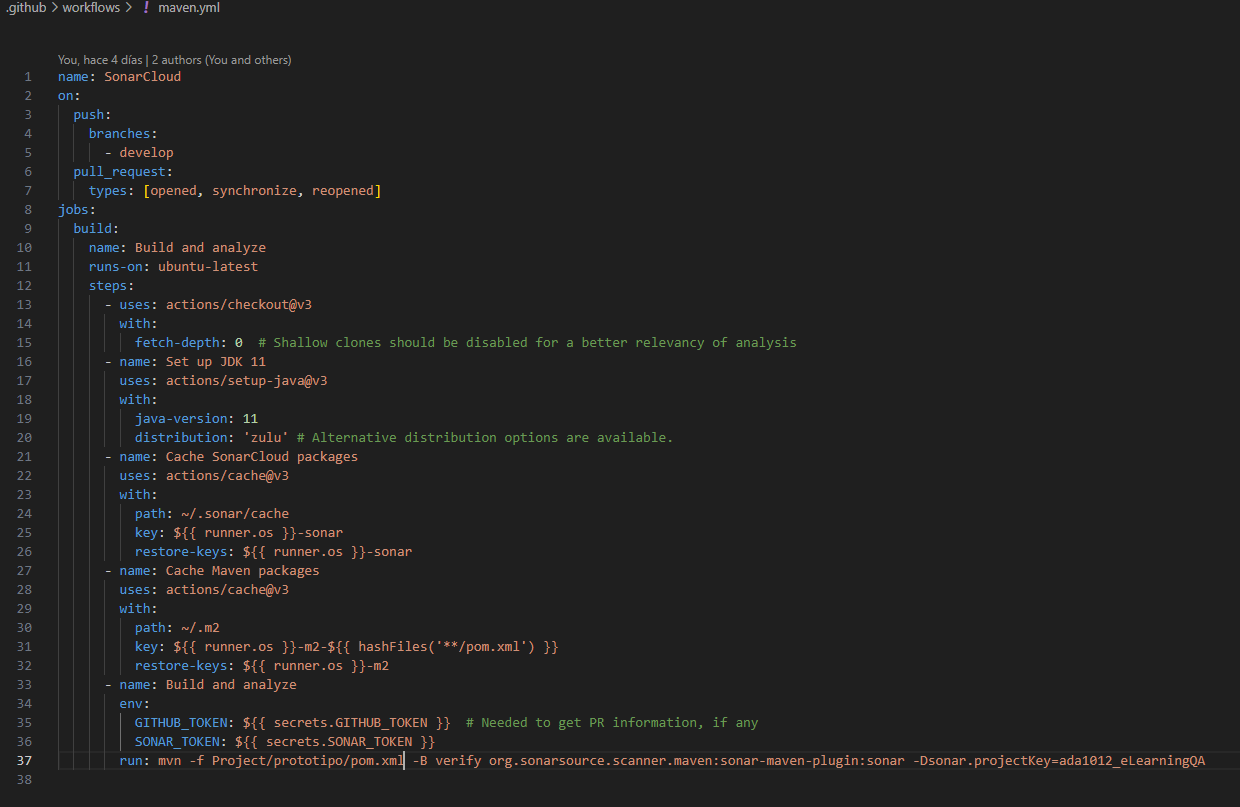 .github > workflows > ! maven.yml
You, hace 4 días | 2 authors (You and others)
1 name: SonarCloud
2 on:
3   push:
4     branches:
5       - develop
6   pull_request:
7     types: [opened, synchronize, reopened]
8 jobs:
9   build:
10     name: Build and analyze
11     runs-on: ubuntu-latest
12     steps:
13       - uses: actions/checkout@v3
14         with:
15           fetch-depth: 0  # Shallow clones should be disabled for a better relevancy of analysis
16       - name: Set up JDK 11
17         uses: actions/setup-java@v3
18         with:
19           java-version: 11
20           distribution: 'zulu' # Alternative distribution options are available.
21       - name: Cache SonarCloud packages
22         uses: actions/cache@v3
23         with:
24           path: ~/.sonar/cache
25           key: ${{ runner.os }}-sonar
26           restore-keys: ${{ runner.os }}-sonar
27       - name: Cache Maven packages
28         uses: actions/cache@v3
29         with:
30           path: ~/.m2
31           key: ${{ runner.os }}-m2-${{ hashFiles('**/pom.xml') }}
32           restore-keys: ${{ runner.os }}-m2
33       - name: Build and analyze
34         env:
35           GITHUB_TOKEN: ${{ secrets.GITHUB_TOKEN }}  # Needed to get PR information, if any
36           SONAR_TOKEN: ${{ secrets.SONAR_TOKEN }}
37         run: mvn -f Project/prototipo/pom.xml -B verify org.sonarsource.scanner.maven:sonar-maven-plugin:sonar -Dsonar.projectKey=ada1012_eLearningQA
38